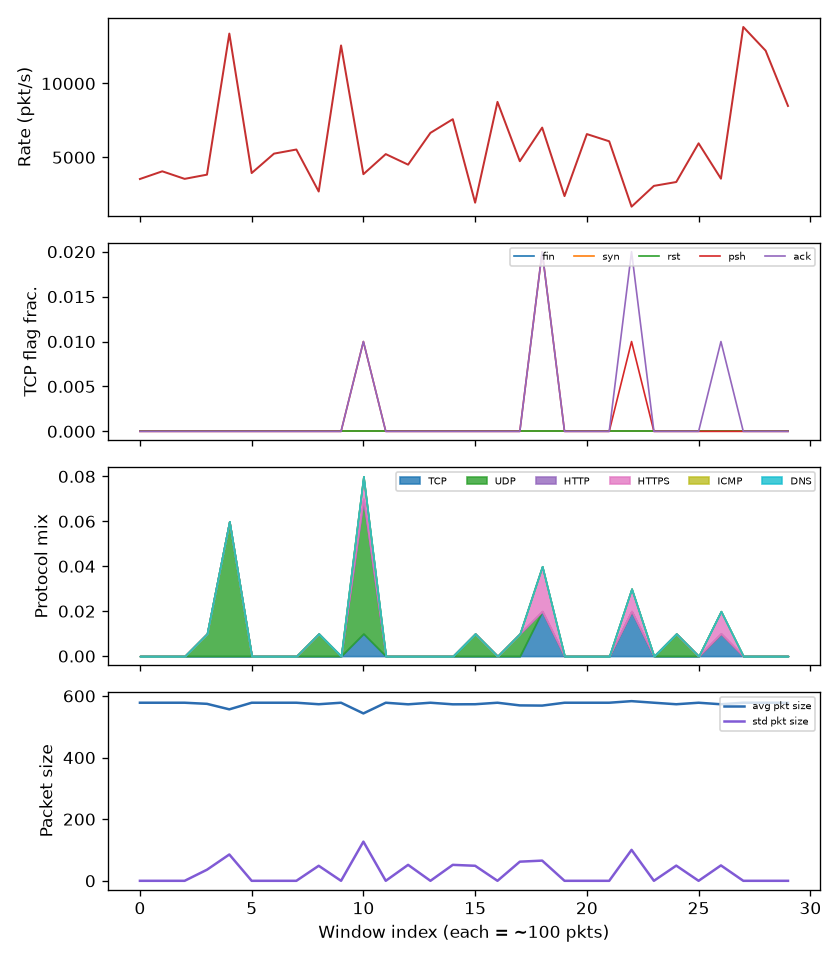 10000
5000
Rate (pkt/s)
fin syn rst psh ack
0.020
0.015
0.010
0.005
0.000
TCP flag frac.
TCP UDP HTTP HTTPS ICMP DNS
0.08
0.06
0.04
0.02
0.00
Protocol mix
avg pkt size
std pkt size
600
400
200
0
Packet size
0 5 10 15 20 25 30
Window index (each = ~100 pkts)